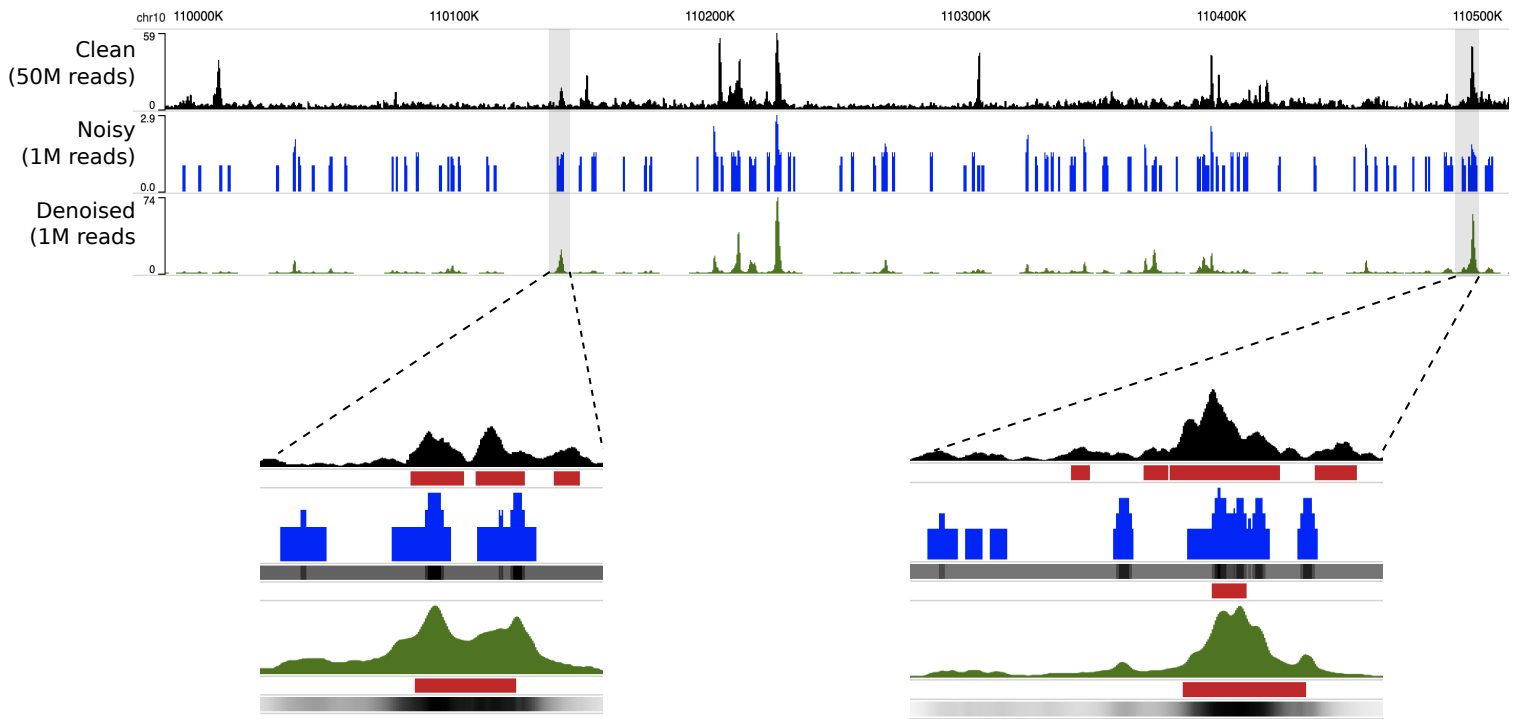 chr10 110000K 110100K 110200K 110300K 110400K 110500K
59
Clean
(50M reads)
0
2.9
Noisy
(1M reads)
0.0
74
Denoised
(1M reads
0